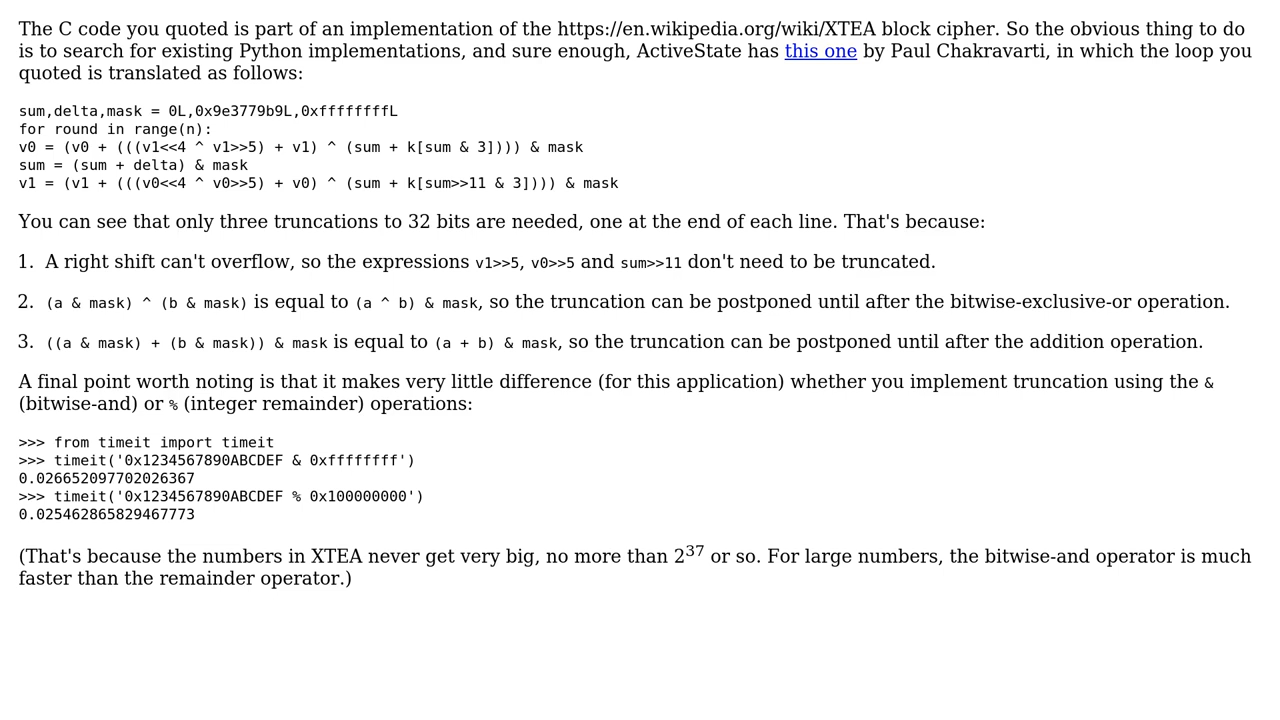 The C code you quoted is part of an implementation of the https://en.wikipedia.org/wiki/XTEA block cipher. So the obvious thing to do
is to search for existing Python implementations, and sure enough, ActiveState has this one by Paul Chakravarti, in which the loop you
quoted is translated as follows:
sum,delta,mask = 0L,0x9e3779b9L,0xffffffffL
for round in range(n):
v0 = (v0 + (((v1<<4 ^ v1>>5) + v1) ^ (sum + k[sum & 3]))) & mask
sum = (sum + delta) & mask
v1 = (v1 + (((v0<<4 ^ v0>>5) + v0) ^ (sum + k[sum>>11 & 3]))) & mask
You can see that only three truncations to 32 bits are needed, one at the end of each line. That's because:
1. A right shift can't overflow, so the expressions v1>>5, v0>>5 and sum>>11 don't need to be truncated.
2. (a & mask) ^ (b & mask) is equal to (a ^ b) & mask, so the truncation can be postponed until after the bitwise-exclusive-or operation.
3. ((a & mask) + (b & mask)) & mask is equal to (a + b) & mask, so the truncation can be postponed until after the addition operation.
A final point worth noting is that it makes very little difference (for this application) whether you implement truncation using the &
(bitwise-and) or % (integer remainder) operations:
>>> from timeit import timeit
>>> timeit('0x1234567890ABCDEF & 0xffffffff')
0.026652097702026367
>>> timeit('0x1234567890ABCDEF % 0x100000000')
0.025462865829467773
(That's because the numbers in XTEA never get very big, no more than 2^37 or so. For large numbers, the bitwise-and operator is much
faster than the remainder operator.)